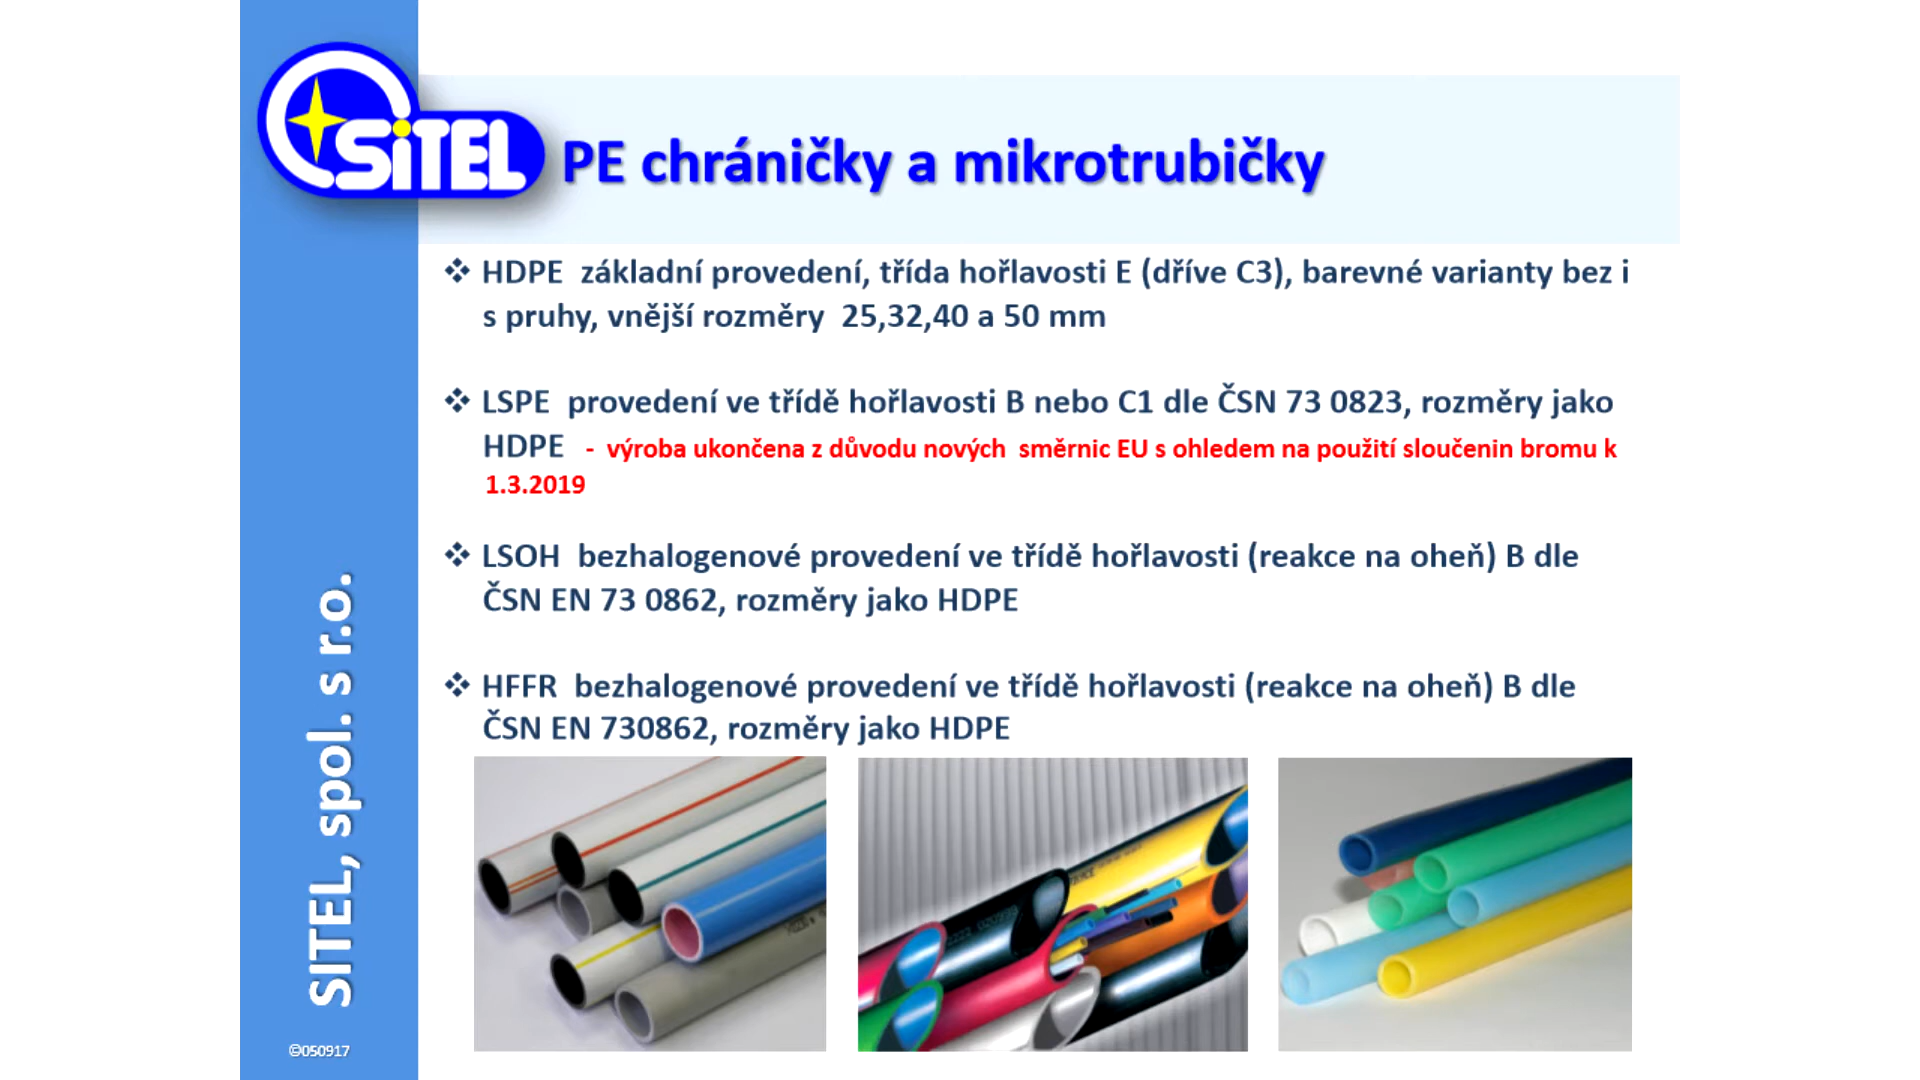 SiTEL
PE chráničky a mikrotrubičky
❖ HDPE základní provedení, třída hořlavosti E (dříve C3), barevné varianty bez i
s pruhy, vnější rozměry 25,32,40 a 50 mm
❖ LSPE provedení ve třídě hořlavosti B nebo C1 dle ČSN 73 0823, rozměry jako
HDPE - výroba ukončena z důvodu nových směrnic EU s ohledem na použití sloučenin bromu k
1.3.2019
❖ LSOH bezhalogenové provedení ve třídě hořlavosti (reakce na oheň) B dle
ČSN EN 73 0862, rozměry jako HDPE
❖ HFFR bezhalogenové provedení ve třídě hořlavosti (reakce na oheň) B dle
ČSN EN 730862, rozměry jako HDPE
SITEL, spol. s r.o.
©050917